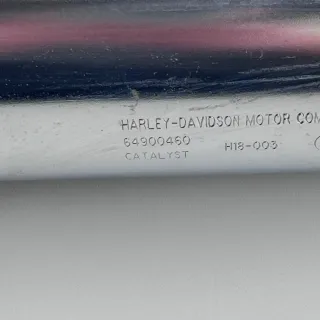 HARLEY-DAVIDSON MOTOR COM
64900460 H18-003
CATALYST